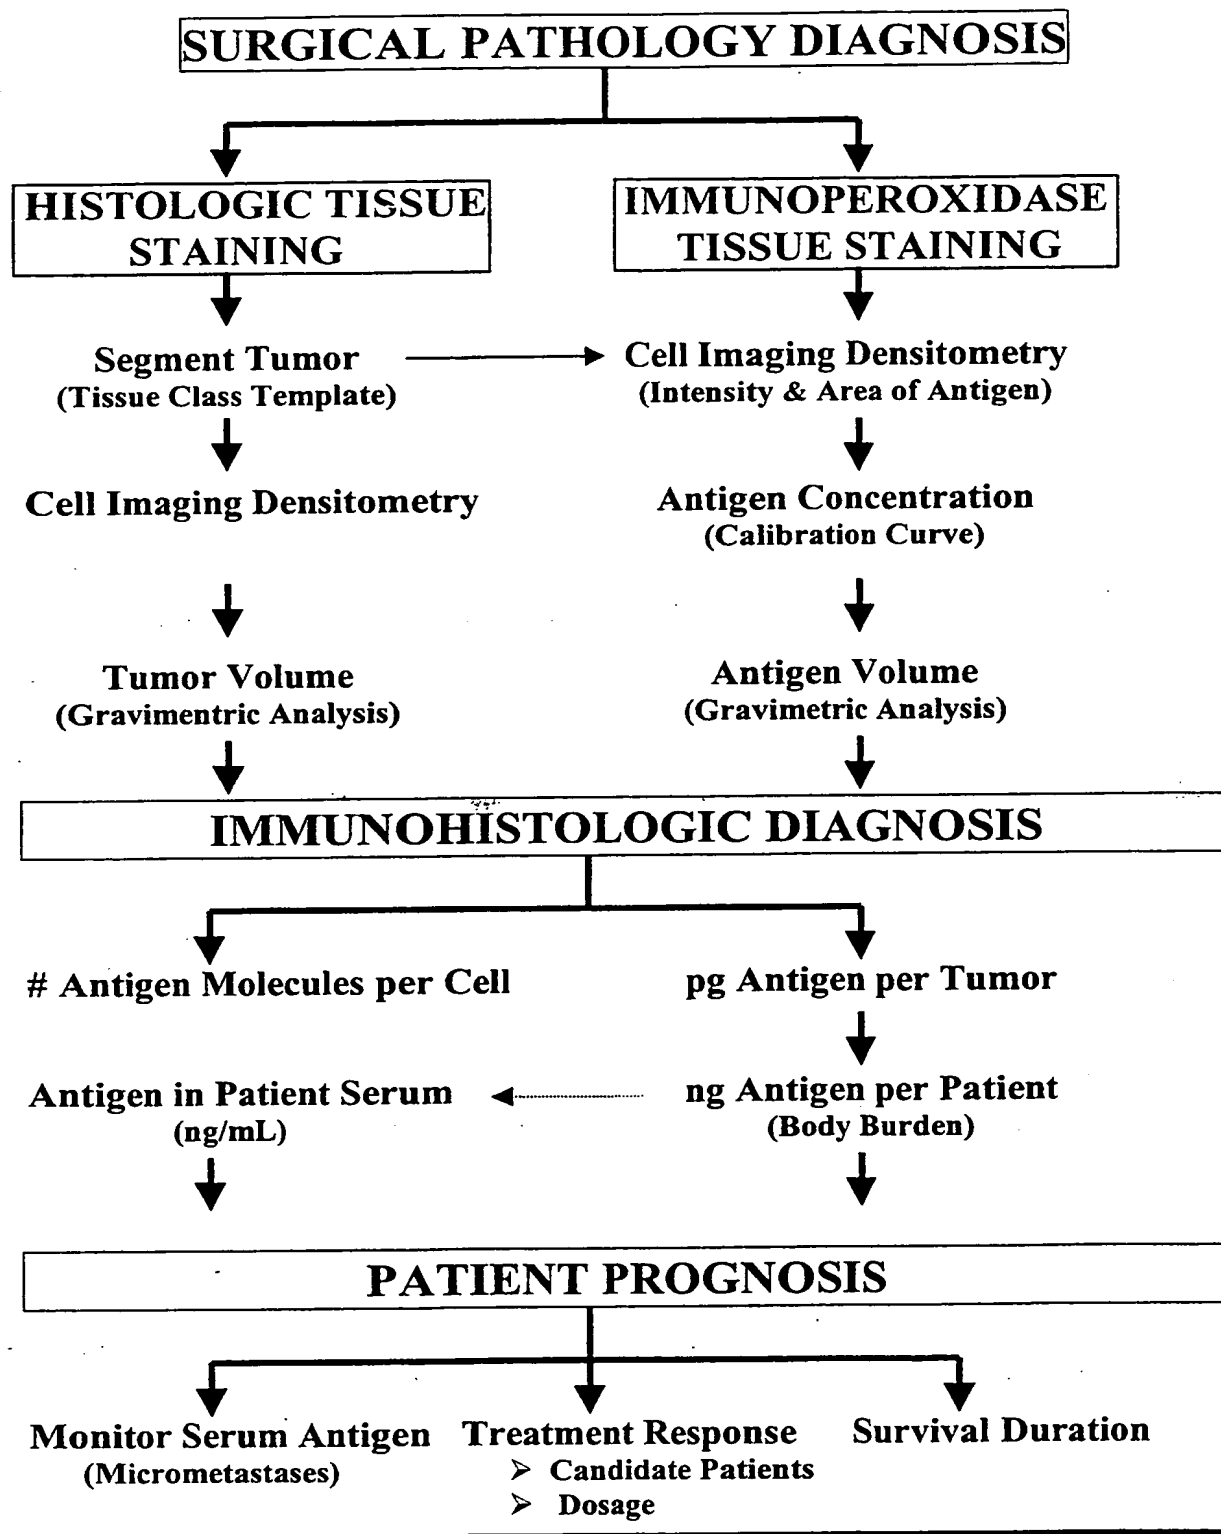 SURGICAL PATHOLOGY DIAGNOSIS
HISTOLOGIC TISSUE
STAINING
IMMUNOPEROXIDASE
TISSUE STAINING
Segment Tumor
(Tissue Class Template)
Cell Imaging Densitometry
(Intensity & Area of Antigen)
Cell Imaging Densitometry
Antigen Concentration
(Calibration Curve)
Tumor Volume
(Gravimentric Analysis)
Antigen Volume
(Gravimetric Analysis)
IMMUNOHISTOLOGIC DIAGNOSIS
# Antigen Molecules per Cell
pg Antigen per Tumor
Antigen in Patient Serum
(ng/mL)
ng Antigen per Patient
(Body Burden)
PATIENT PROGNOSIS
Monitor Serum Antigen
(Micrometastases)
Treatment Response
➢ Candidate Patients
➢ Dosage
Survival Duration